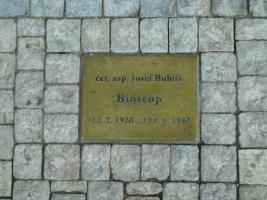 čet. asp. Josef Bublík
Bioscop
*12. 2. 1920 - †18. 6. 1942